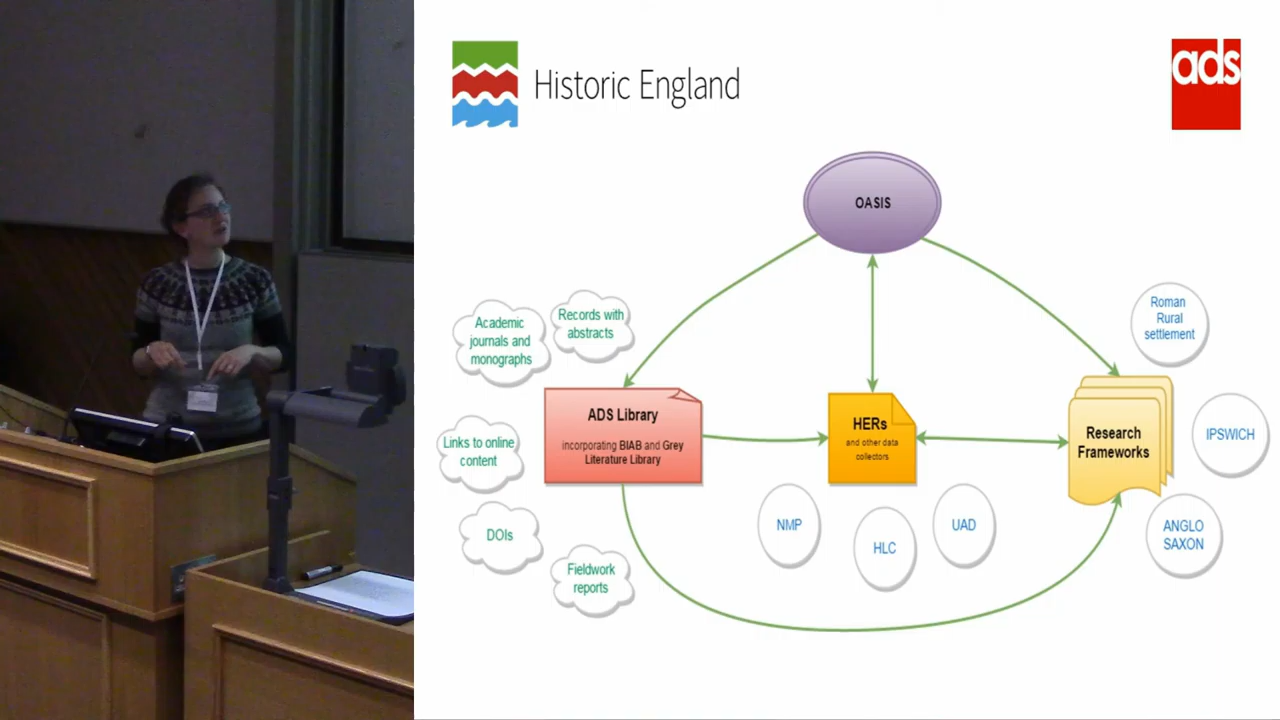 Historic England
ads
OASIS
Academic
journals and
monographs
Records with
abstracts
Roman
Rural
settlement
ADS Library
incorporating BIAB and Grey
Literature Library
HERs
and other data
collectors
Research
Frameworks
Links to online
content
IPSWICH
DOIs
NMP
HLC
UAD
ANGLO
SAXON
Fieldwork
reports